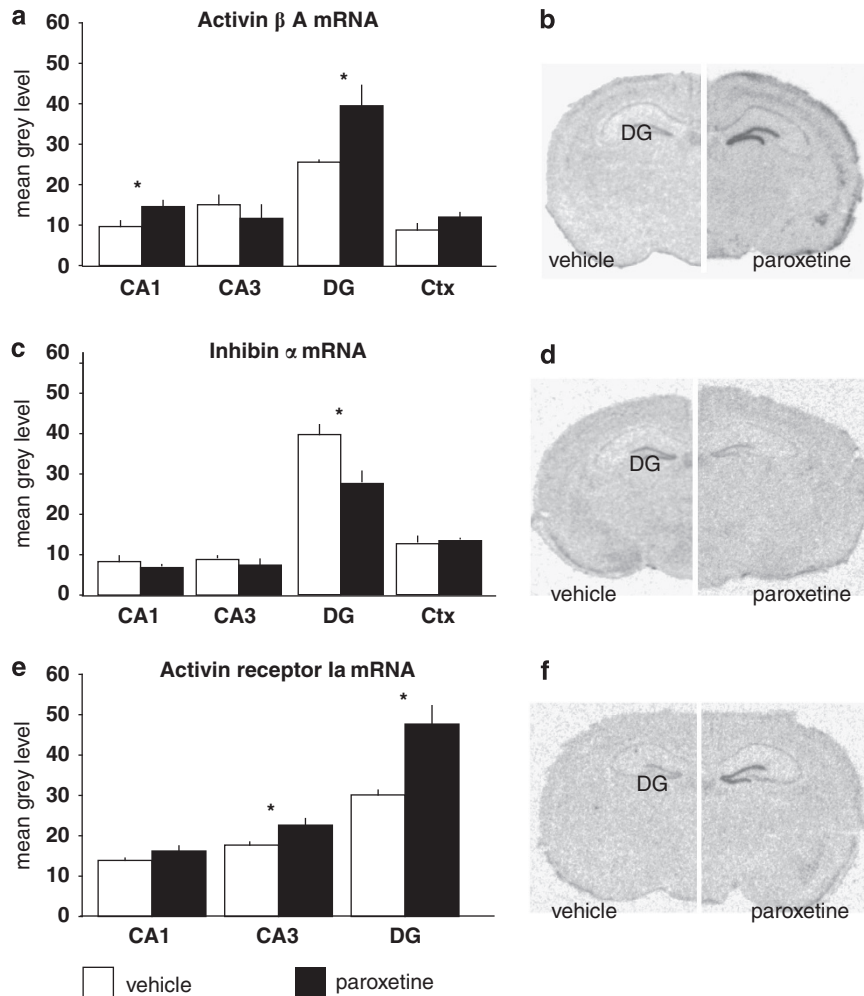 a
Activin β A mRNA
mean grey level
60
50
40
30
20
10
0
*
*
CA1 CA3 DG Ctx
b
DG
vehicle paroxetine
c
Inhibin α mRNA
mean grey level
60
50
40
30
20
10
0
*
CA1 CA3 DG Ctx
d
DG
vehicle paroxetine
e
Activin receptor Ia mRNA
mean grey level
60
50
40
30
20
10
0
*
*
CA1 CA3 DG
f
DG
vehicle paroxetine
vehicle paroxetine